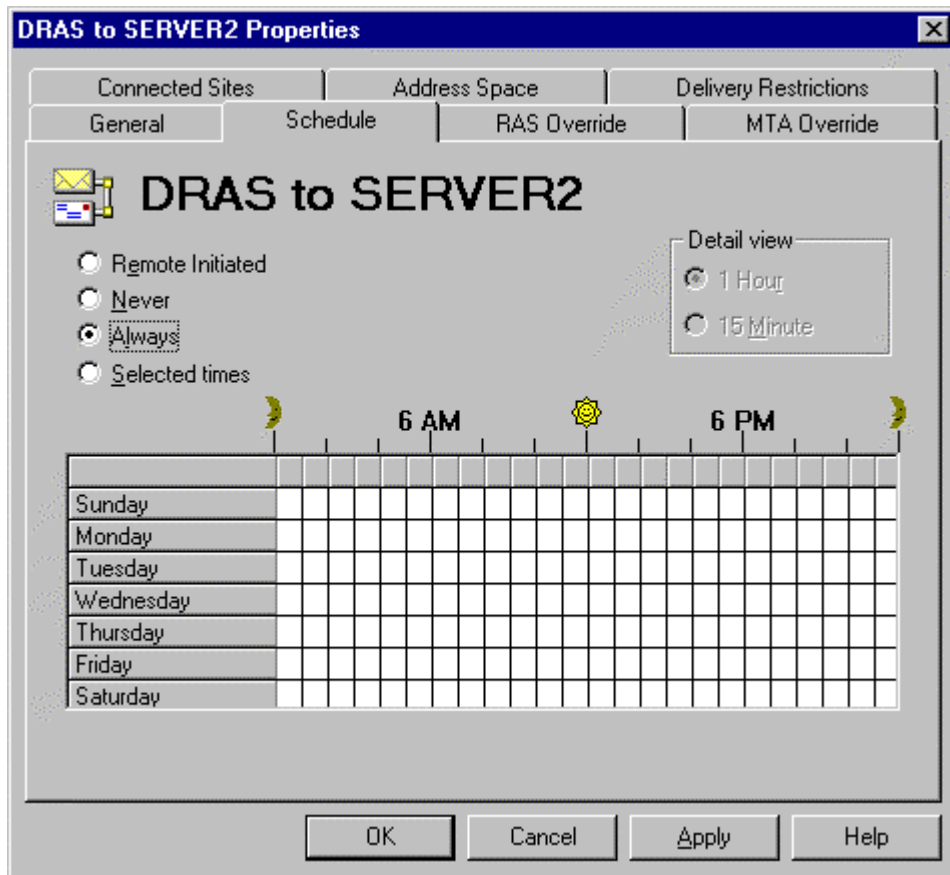 DRAS to SERVER2 Properties
Connected Sites Address Space Delivery Restrictions
General Schedule RAS Override MTA Override
DRAS to SERVER2
Remote Initiated
Never
Always
Selected times
Detail view
1 Hour
15 Minute
6 AM 6 PM
Sunday
Monday
Tuesday
Wednesday
Thursday
Friday
Saturday
OK Cancel Apply Help